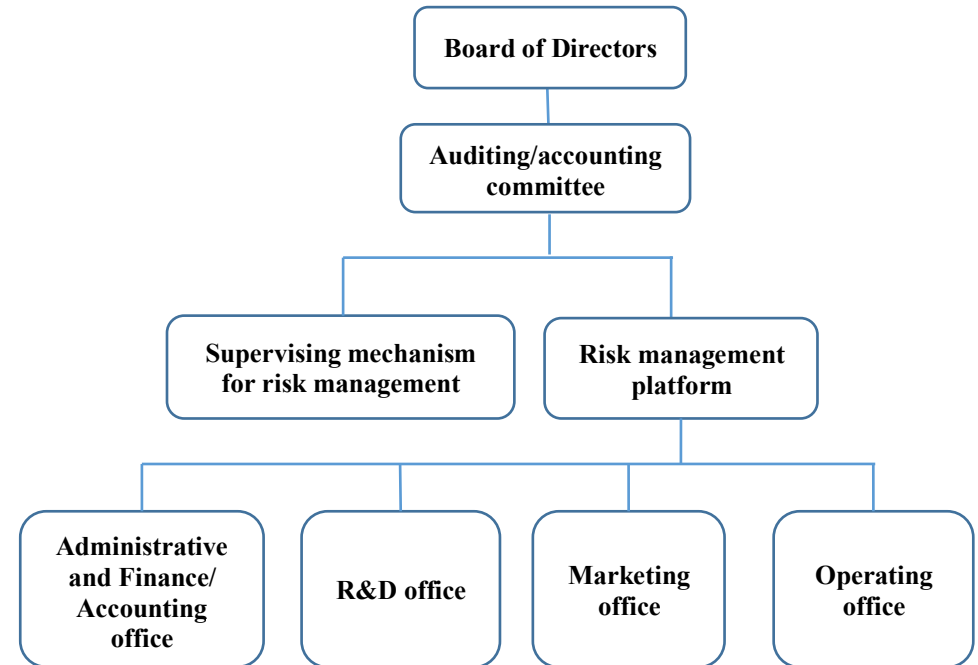 Board of Directors
Auditing/accounting
committee
Supervising mechanism
for risk management
Risk management
platform
Administrative
and Finance/
Accounting
office
R&D office
Marketing
office
Operating
office